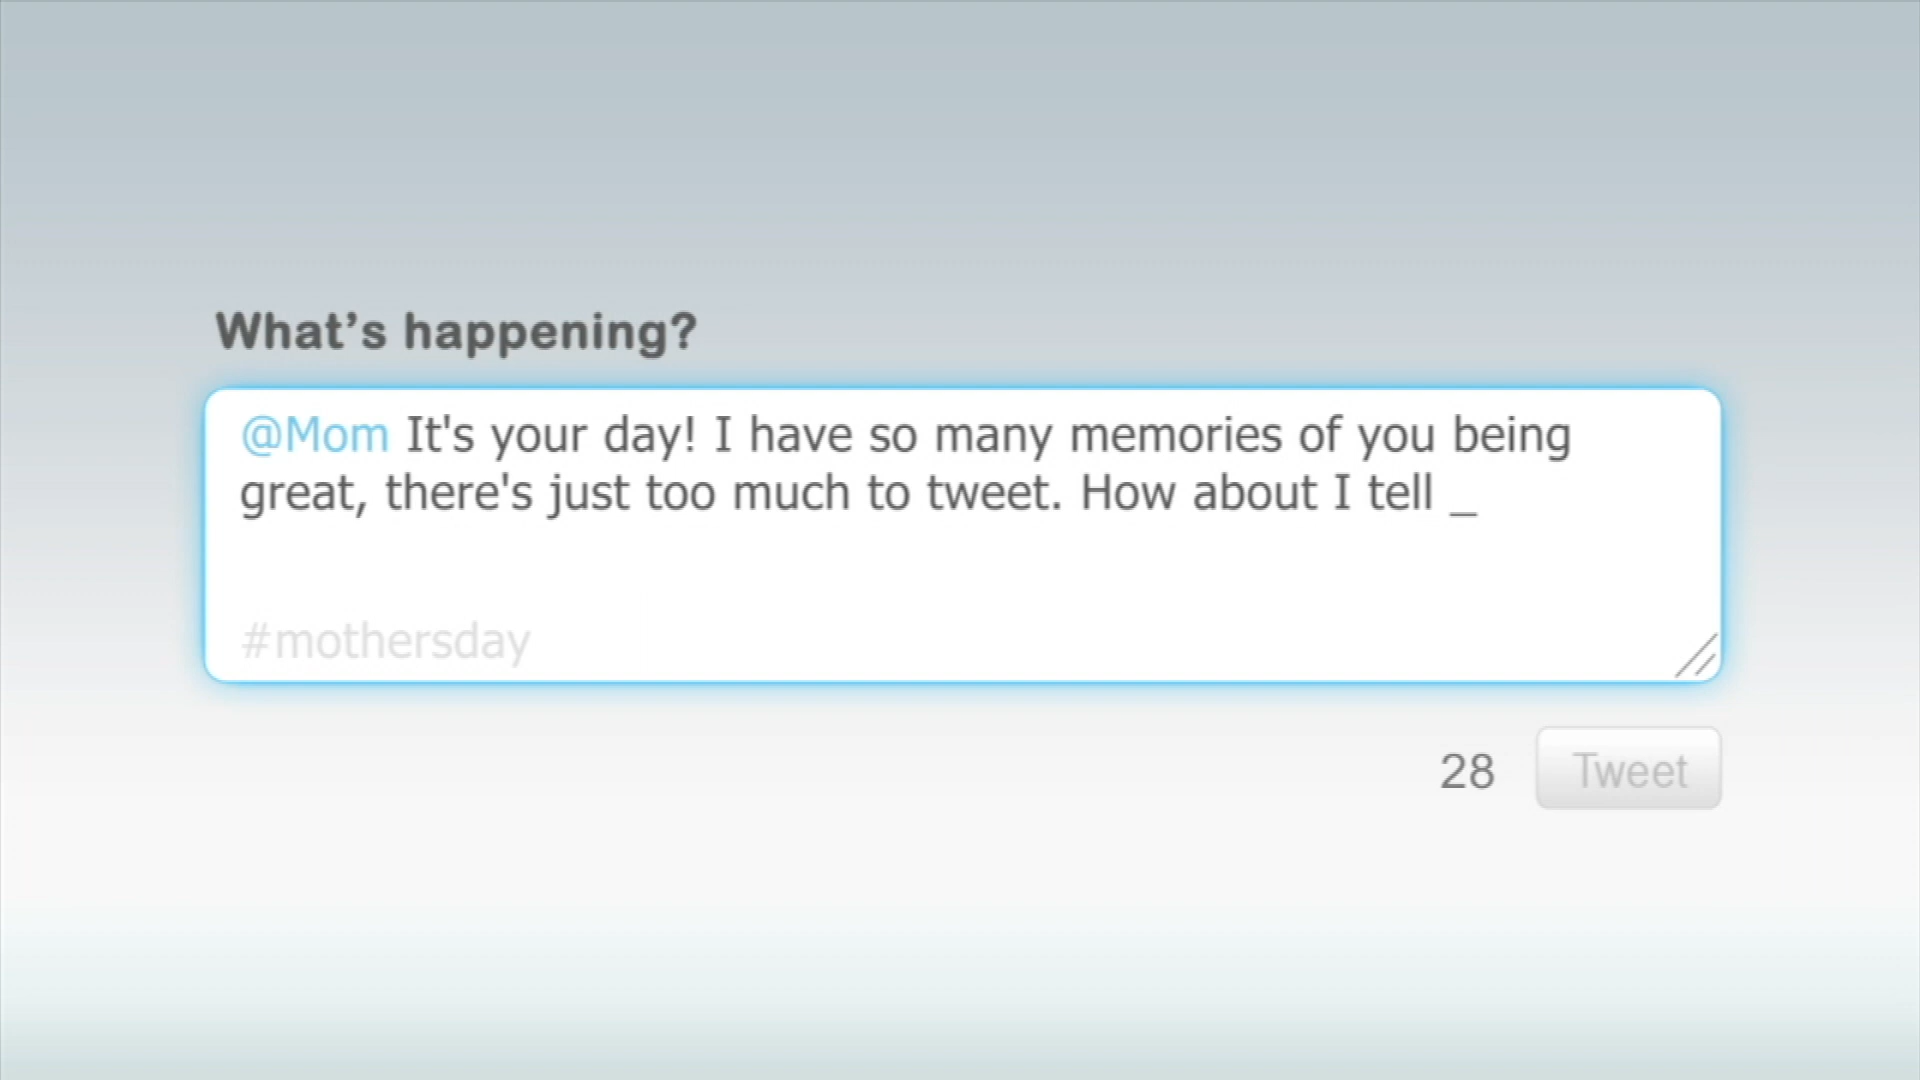 What's happening?
@Mom It's your day! I have so many memories of you being
great, there's just too much to tweet. How about I tell _
#mothersday
28 Tweet